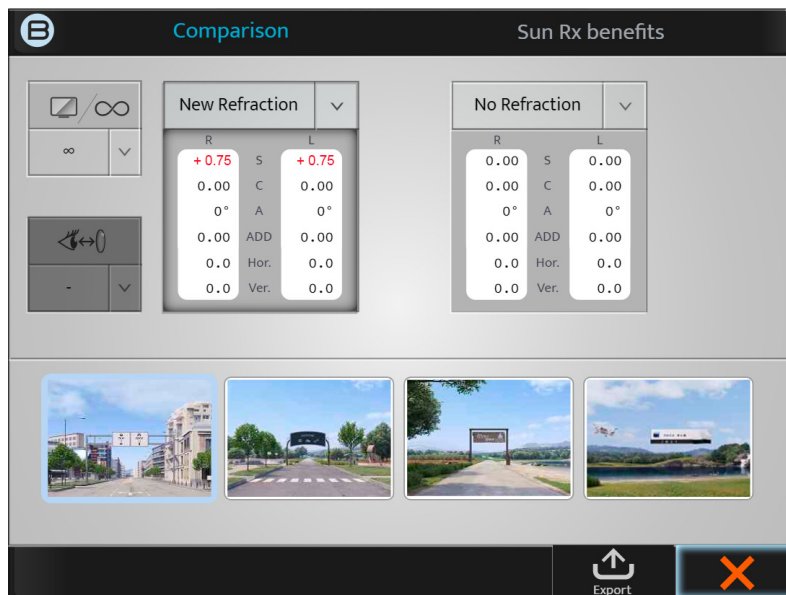 B Comparison Sun Rx benefits
New Refraction No Refraction
∞
-
R L
+ 0.75 S + 0.75
0.00 C 0.00
0° A 0°
0.00 ADD 0.00
0.0 Hor. 0.0
0.0 Ver. 0.0
R L
0.00 S 0.00
0.00 C 0.00
0° A 0°
0.00 ADD 0.00
0.0 Hor. 0.0
0.0 Ver. 0.0
Export